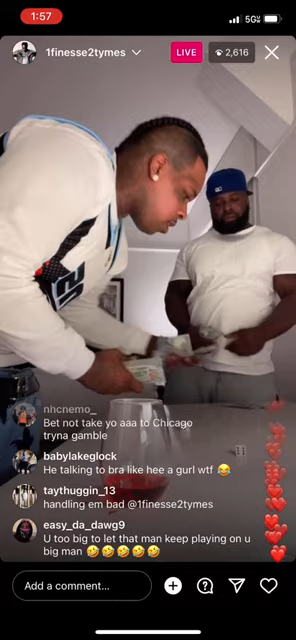 1:57
5G
1finesse2tymes
LIVE
2,616
nhcnemo_
Bet not take yo aaa to Chicago
tryna gamble
babylakeglock
He talking to bra like hee a gurl wtf 😂
taythuggin_13
handling em bad @1finesse2tymes
easy_da_dawg9
U too big to let that man keep playing on u
big man 🤣🤣🤣🤣🤣
Add a comment...